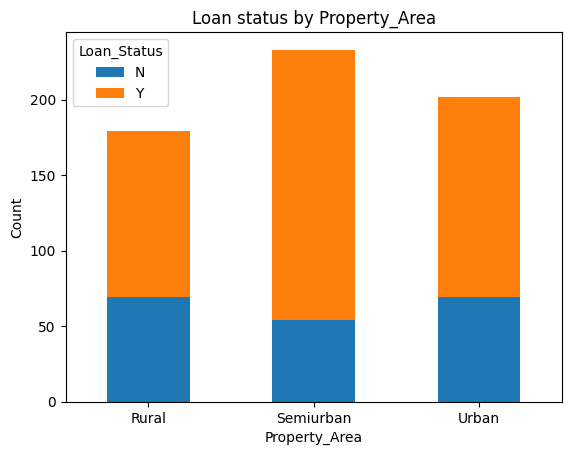 Loan status by Property_Area
Loan_Status
N
Y
Count
200
150
100
50
0
Rural
Semiurban
Urban
Property_Area